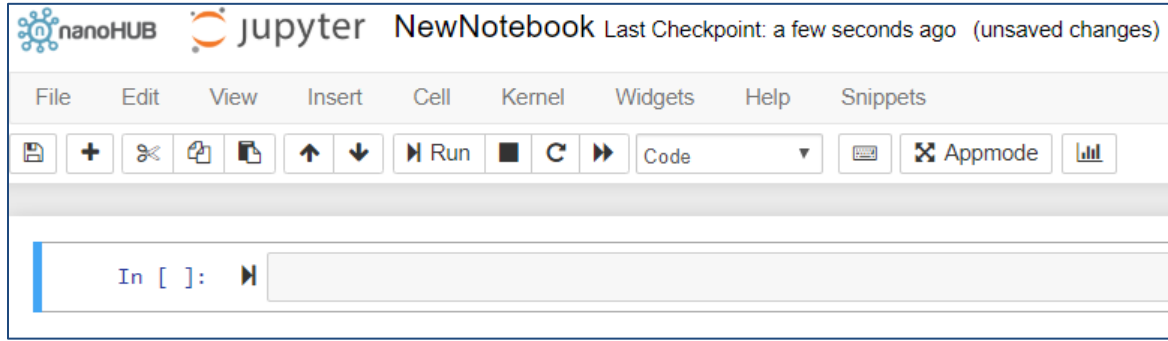 nanoHUB jupyter NewNotebook Last Checkpoint: a few seconds ago (unsaved changes)
File Edit View Insert Cell Kernel Widgets Help Snippets
Run Code Appmode
In [ ]: